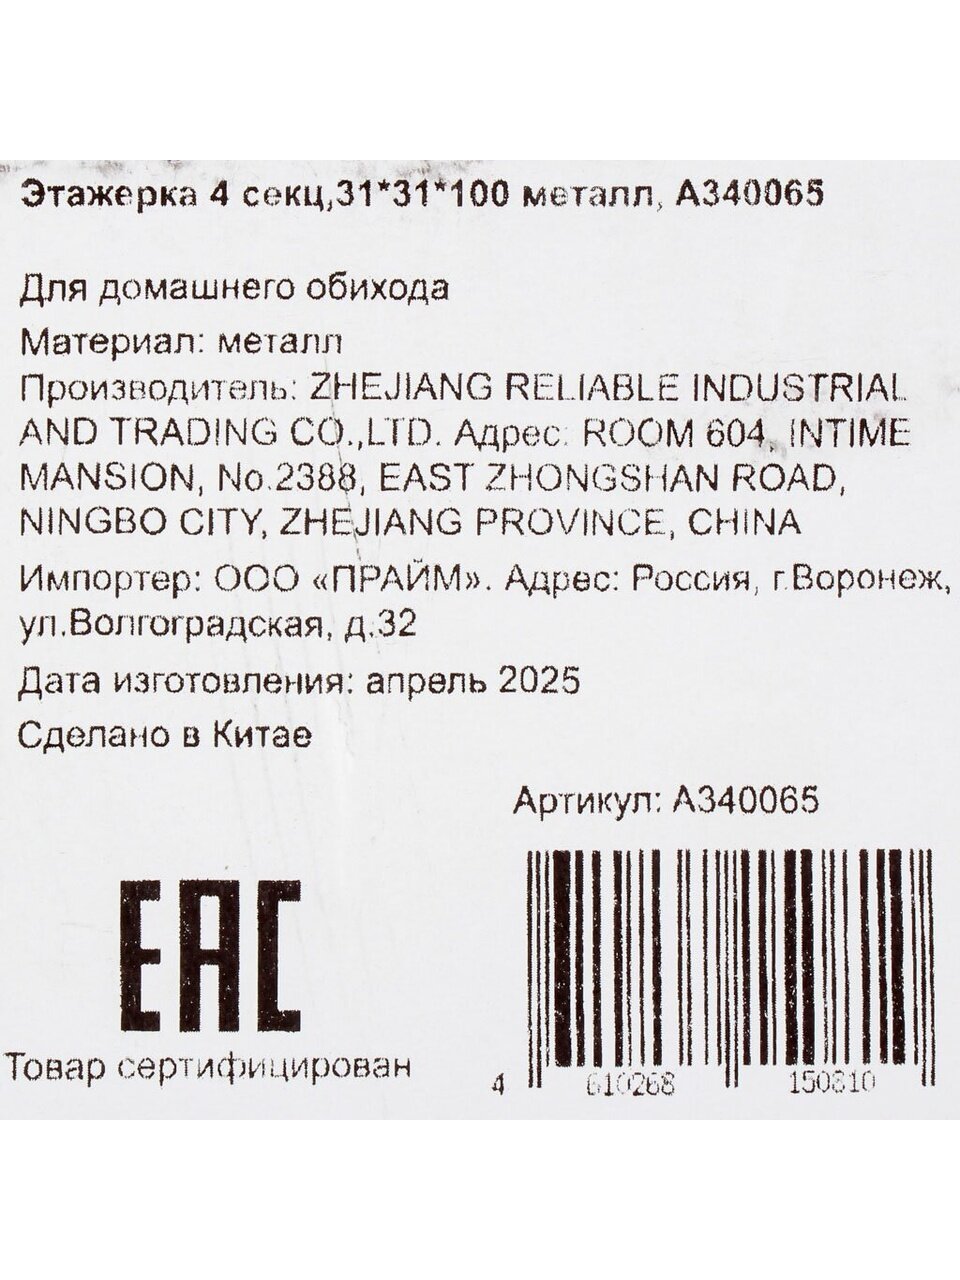 Этажерка 4 секц,31*31*100 металл, А340065
Для домашнего обихода
Материал: металл
Производитель: ZHEJIANG RELIABLE INDUSTRIAL
AND TRADING CO.,LTD. Адрес: ROOM 604, INTIME
MANSION, No.2388, EAST ZHONGSHAN ROAD,
NINGBO CITY, ZHEJIANG PROVINCE, CHINA
Импортер: ООО «ПРАЙМ». Адрес: Россия, г.Воронеж,
ул.Волгоградская, д.32
Дата изготовления: апрель 2025
Сделано в Китае
Артикул: А340065
EAC
Товар сертифицирован
4 610268 150810